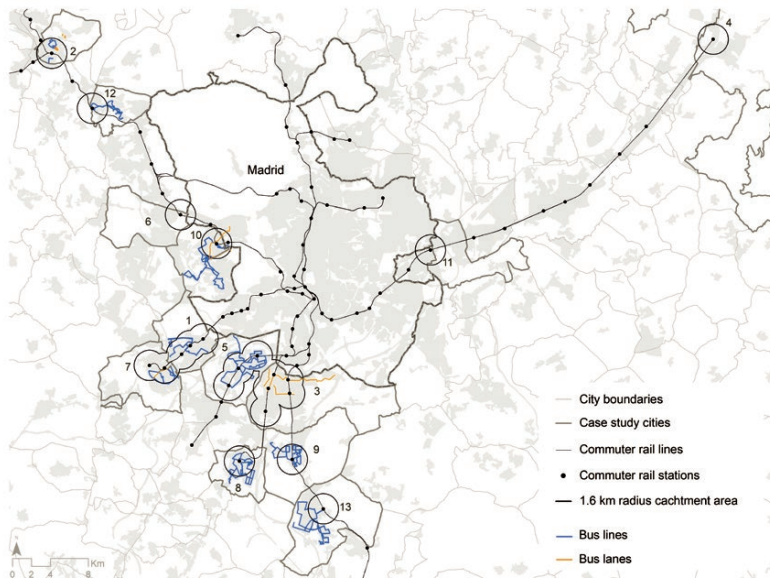 4
2
12
Madrid
6
10
11
1
5
7
3
9
8
13
City boundaries
Case study cities
Commuter rail lines
Commuter rail stations
1.6 km radius cachtment area
Bus lines
Bus lanes
Km
0 2 4 8